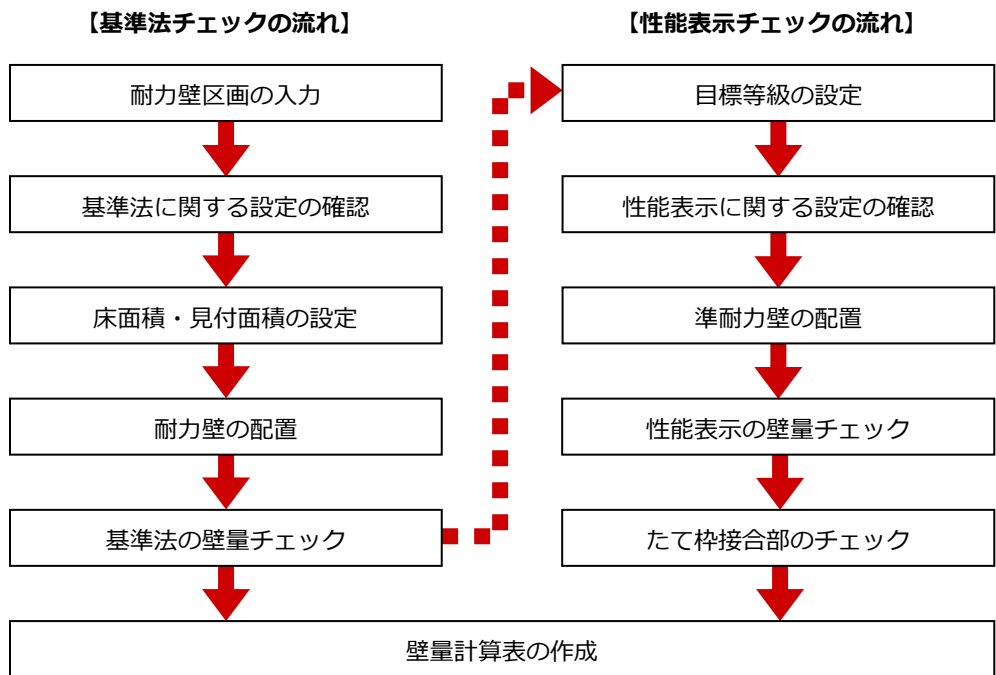 【基準法チェックの流れ】
耐力壁区画の入力
基準法に関する設定の確認
床面積・見付面積の設定
耐力壁の配置
基準法の壁量チェック
【性能表示チェックの流れ】
目標等級の設定
性能表示に関する設定の確認
準耐力壁の配置
性能表示の壁量チェック
たて枠接合部のチェック
壁量計算表の作成